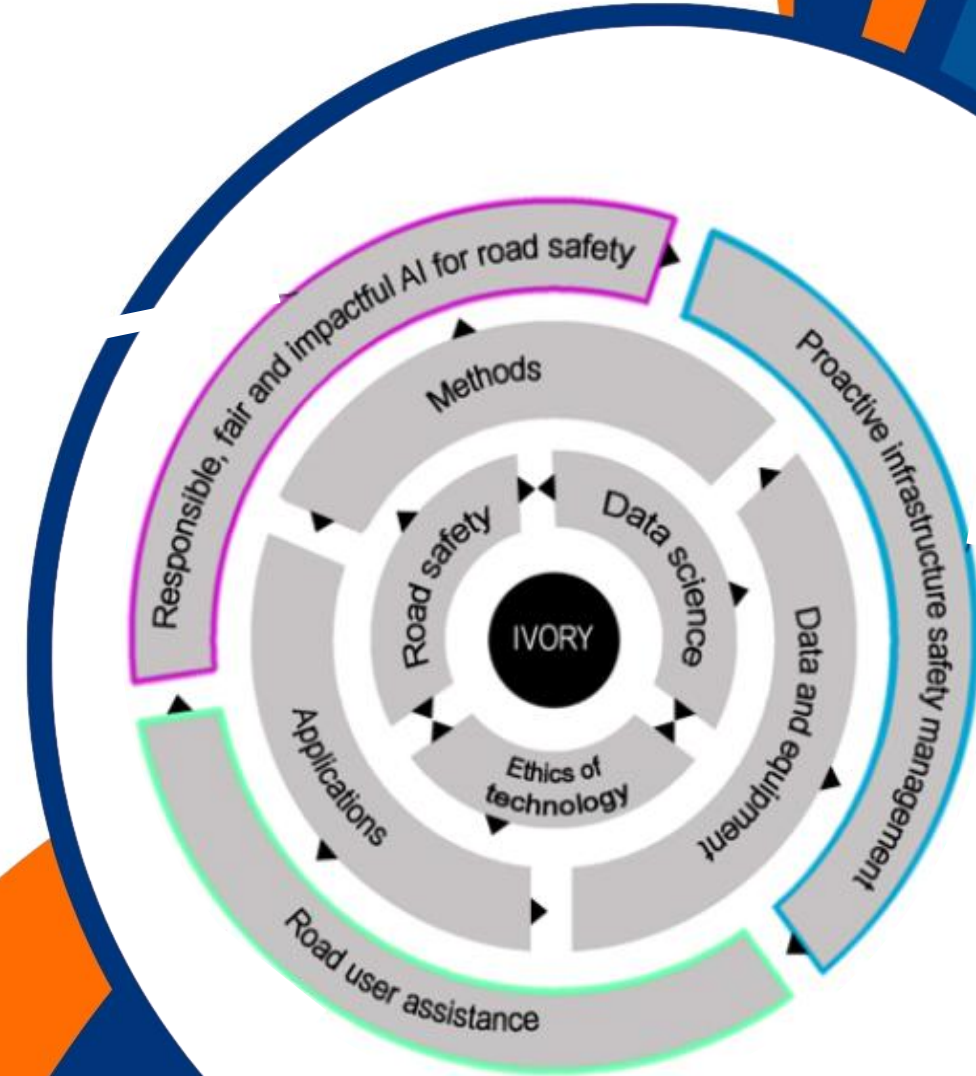 Responsible, fair and impactful AI for road safety
Proactive infrastructure safety management
Methods
Road safety
Data science
IVORY
Data and equipment
Applications
Ethics of
technology
Road user assistance